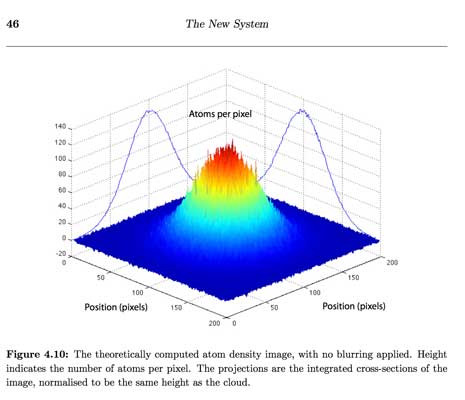 46 The New System
Atoms per pixel
140
120
100
80
60
40
20
0
-20
0
50
100
150
200
Position (pixels)
200
150
100
50
0
Position (pixels)
Figure 4.10: The theoretically computed atom density image, with no blurring applied. Height
indicates the number of atoms per pixel. The projections are the integrated cross-sections of the
image, normalised to be the same height as the cloud.